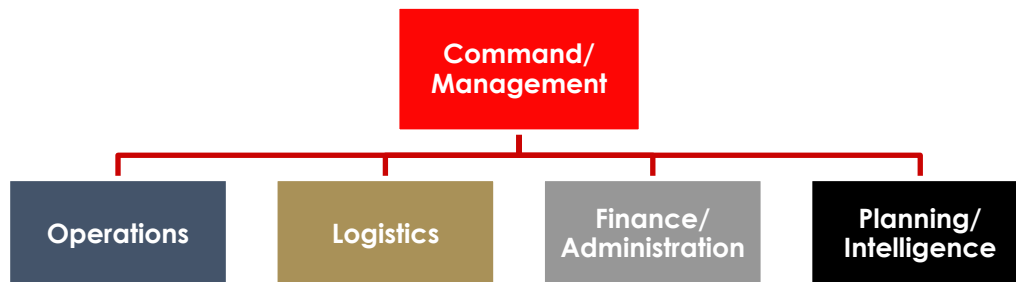 Command/
Management
Operations
Logistics
Finance/
Administration
Planning/
Intelligence